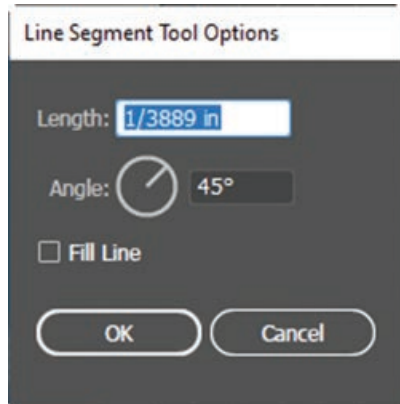 Line Segment Tool Options
Length: 1/3889 in
Angle: 45°
Fill Line
OK Cancel